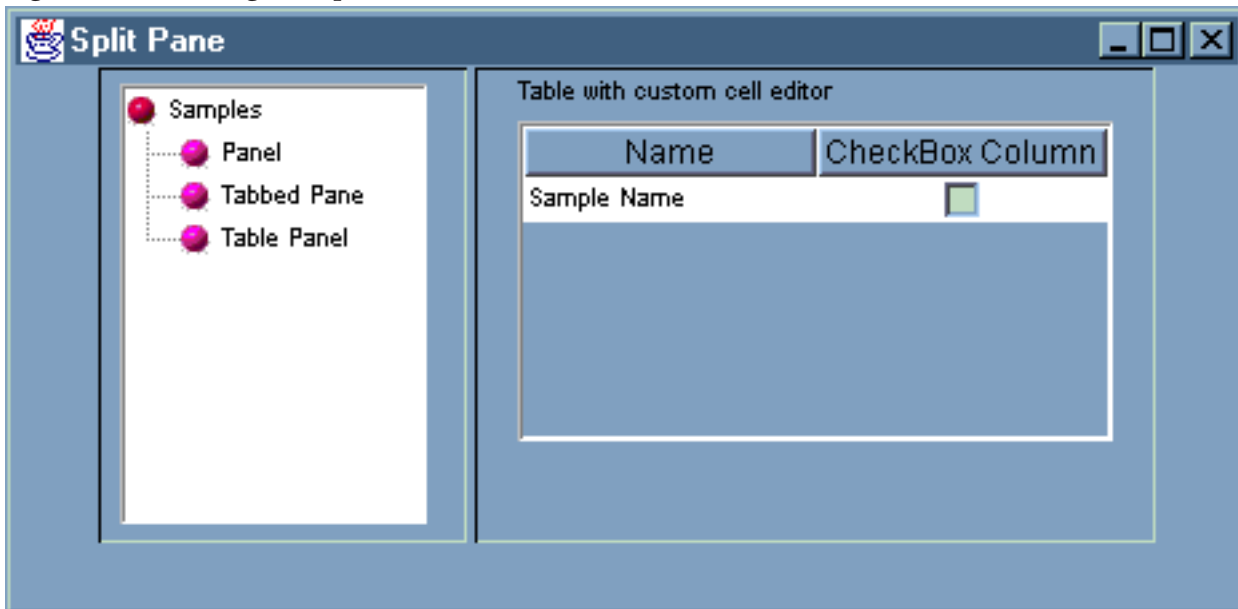 Split Pane
Samples
Panel
Tabbed Pane
Table Panel
Table with custom cell editor
Name CheckBox Column
Sample Name